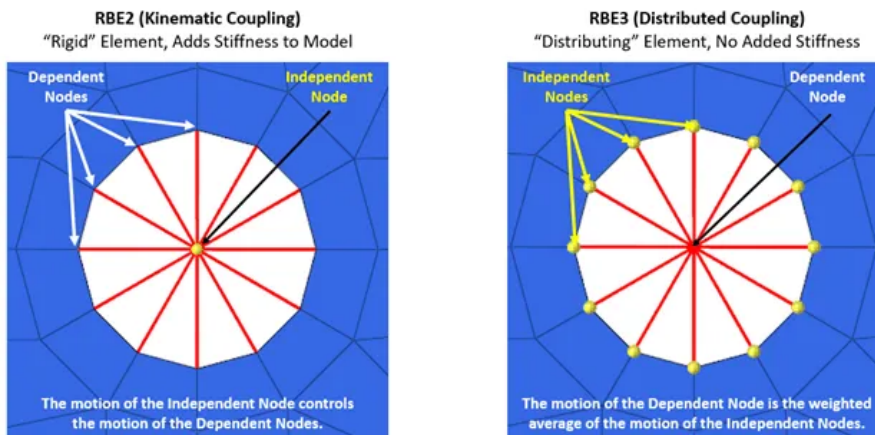 RBE2 (Kinematic Coupling)
"Rigid" Element, Adds Stiffness to Model
Dependent
Nodes
Independent
Node
The motion of the Independent Node controls
the motion of the Dependent Nodes.
RBE3 (Distributed Coupling)
"Distributing" Element, No Added Stiffness
Independent
Nodes
Dependent
Node
The motion of the Dependent Node is the weighted
average of the motion of the Independent Nodes.